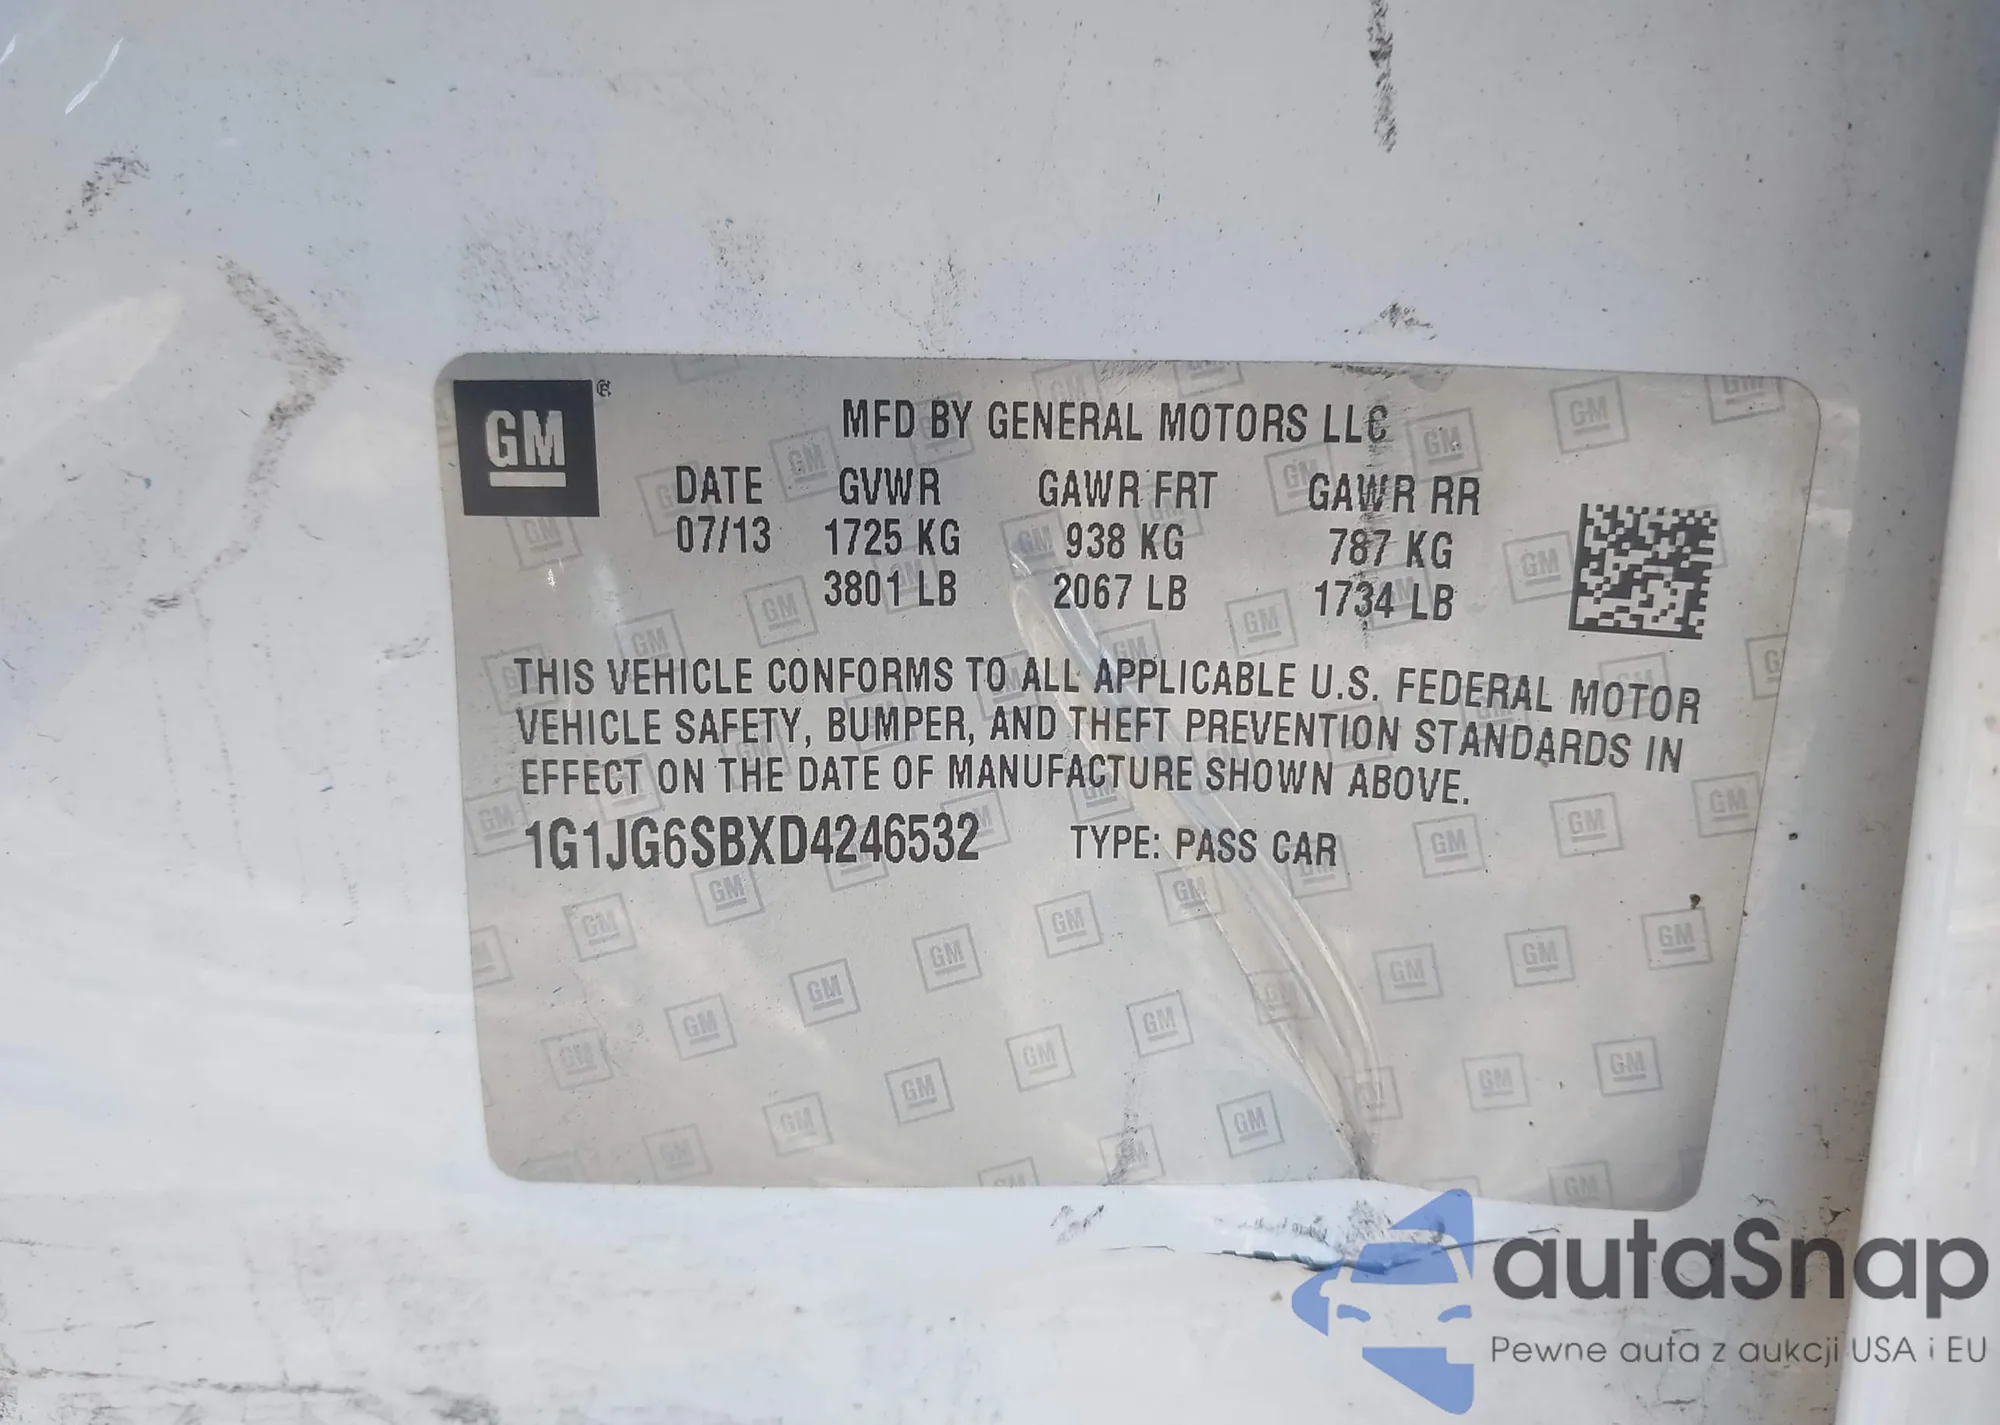 GM
MFD BY GENERAL MOTORS LLC
DATE GVWR GAWR FRT GAWR RR
07/13 1725 KG 938 KG 787 KG
3801 LB 2067 LB 1734 LB
THIS VEHICLE CONFORMS TO ALL APPLICABLE U.S. FEDERAL MOTOR
VEHICLE SAFETY, BUMPER, AND THEFT PREVENTION STANDARDS IN
EFFECT ON THE DATE OF MANUFACTURE SHOWN ABOVE.
1G1JG6SBXD4246532 TYPE: PASS CAR
autaSnap
Pewne auta z aukcji USA i EU